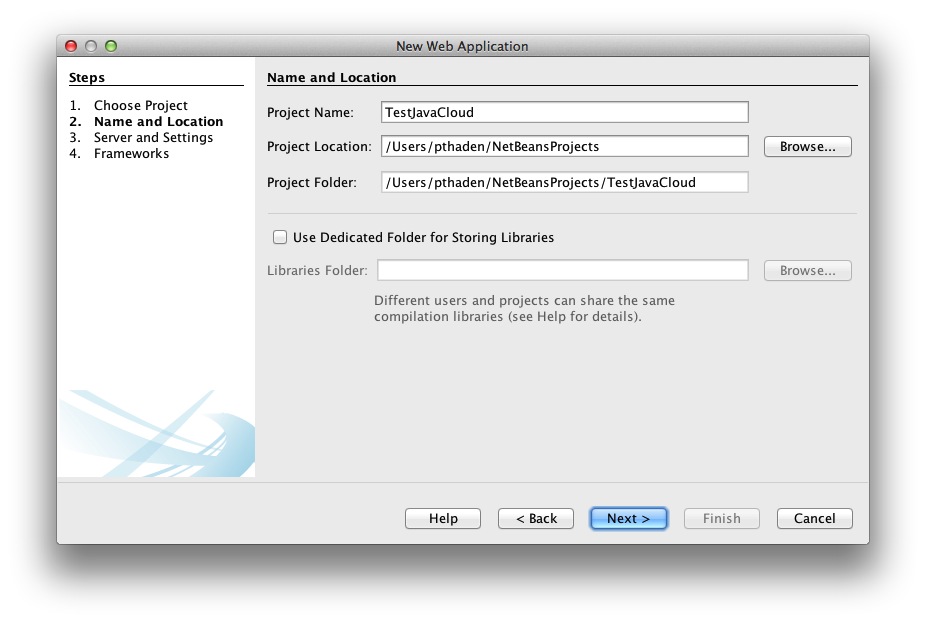 New Web Application
Steps
1. Choose Project
2. Name and Location
3. Server and Settings
4. Frameworks
Name and Location
Project Name: TestJavaCloud
Project Location: /Users/pthaden/NetBeansProjects Browse...
Project Folder: /Users/pthaden/NetBeansProjects/TestJavaCloud
Use Dedicated Folder for Storing Libraries
Libraries Folder: Browse...
Different users and projects can share the same
compilation libraries (see Help for details).
Help < Back Next > Finish Cancel